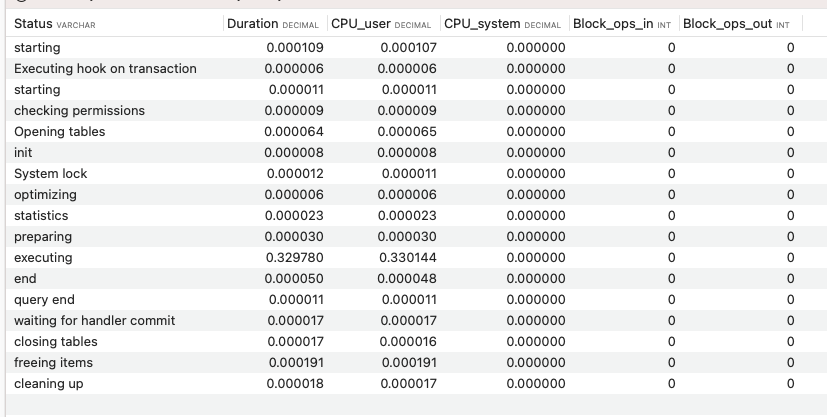 Status VARCHAR Duration DECIMAL CPU_user DECIMAL CPU_system DECIMAL Block_ops_in INT Block_ops_out INT
starting 0.000109 0.000107 0.000000 0 0
Executing hook on transaction 0.000006 0.000006 0.000000 0 0
starting 0.000011 0.000011 0.000000 0 0
checking permissions 0.000009 0.000009 0.000000 0 0
Opening tables 0.000064 0.000065 0.000000 0 0
init 0.000008 0.000008 0.000000 0 0
System lock 0.000012 0.000011 0.000000 0 0
optimizing 0.000006 0.000006 0.000000 0 0
statistics 0.000023 0.000023 0.000000 0 0
preparing 0.000030 0.000030 0.000000 0 0
executing 0.329780 0.330144 0.000000 0 0
end 0.000050 0.000048 0.000000 0 0
query end 0.000011 0.000011 0.000000 0 0
waiting for handler commit 0.000017 0.000017 0.000000 0 0
closing tables 0.000017 0.000016 0.000000 0 0
freeing items 0.000191 0.000191 0.000000 0 0
cleaning up 0.000018 0.000017 0.000000 0 0